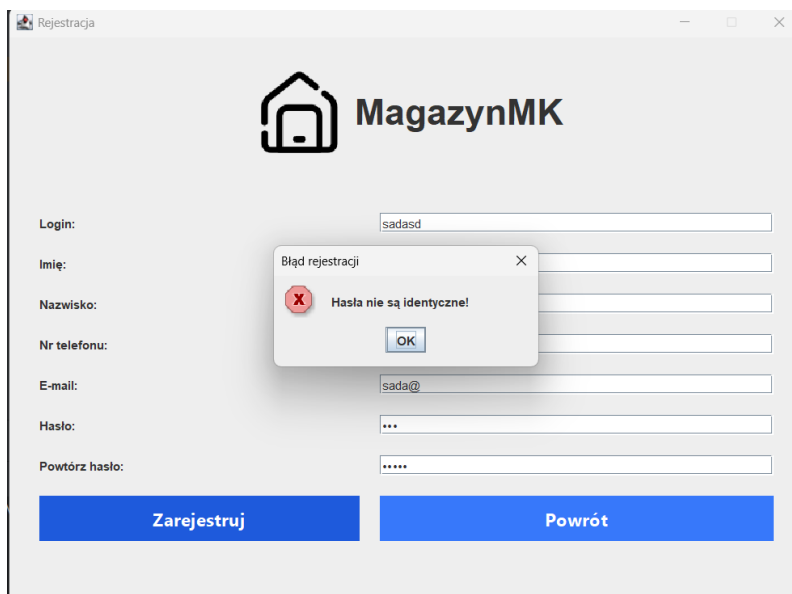 Rejestracja
MagazynMK
Login:
sadasd
Błąd rejestracji
Imię:
Hasła nie są identyczne!
Nazwisko:
OK
Nr telefonu:
E-mail:
sada@
Hasło:
•••
Powtórz hasło:
•••••
Zarejestruj
Powrót